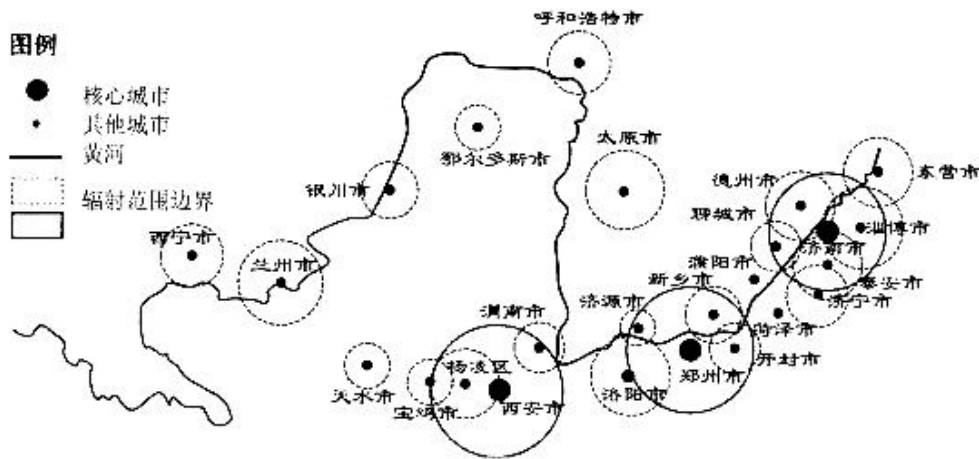 图例
核心城市
其他城市
黄河
辐射范围边界
呼和浩特市
鄂尔多斯市
太原市
银川市
西宁市
兰州市
德州市
东营市
聊城市
淄博市
济南市
濮阳市
泰安市
新乡市
济宁市
济源市
渭南市
菏泽市
开封市
郑州市
杨凌区
天水市
宝鸡市
西安市
洛阳市